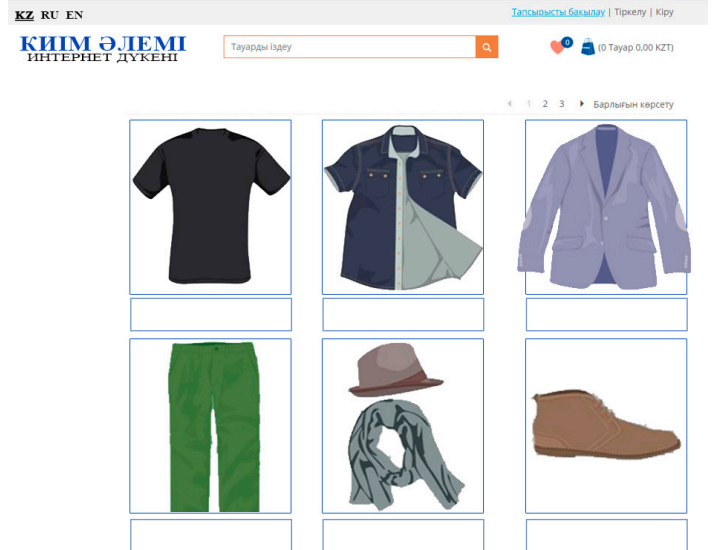 KZ RU EN
Тапсырысты бақылау | Тіркелу | Кіру
КИІМ ӘЛЕМІ
ИНТЕРНЕТ ДҮКЕНІ
Тауарды іздеу
0
(0 Тауар 0,00 KZT)
1 2 3 Барлығын көрсету